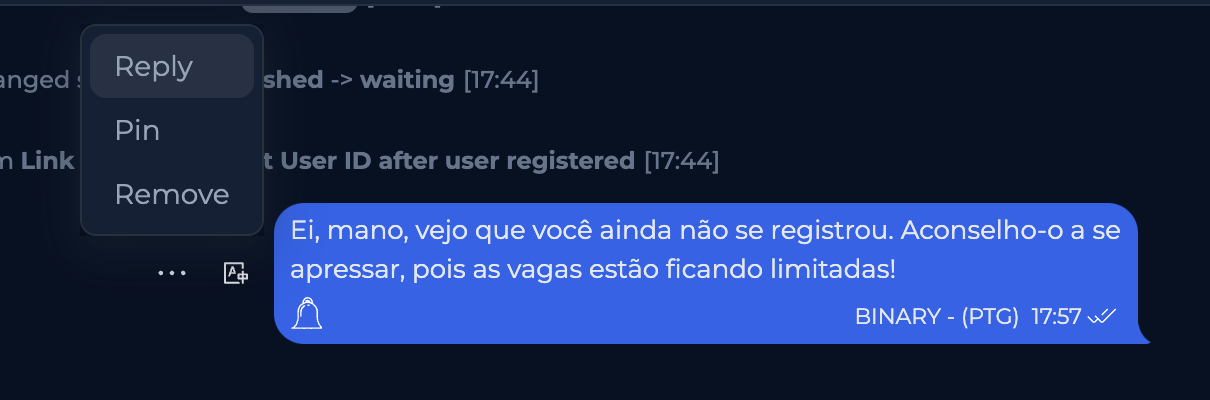 Reply
anged shed -> waiting [17:44]
Pin
Link t User ID after user registered [17:44]
Remove
Ei, mano, vejo que você ainda não se registrou. Aconselho-o a se
apressar, pois as vagas estão ficando limitadas!
BINARY - (PTG) 17:57